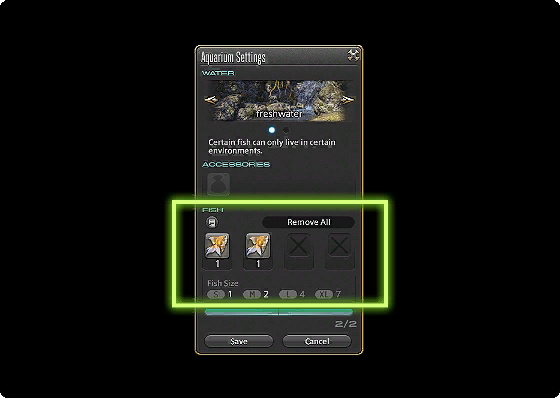 Aquarium Settings
WATER
freshwater
Certain fish can only live in certain
environments.
ACCESSORIES
FISH
Remove All
1 1
Fish Size
S 1 M 2 L 4 XL 7
2/2
Save Cancel